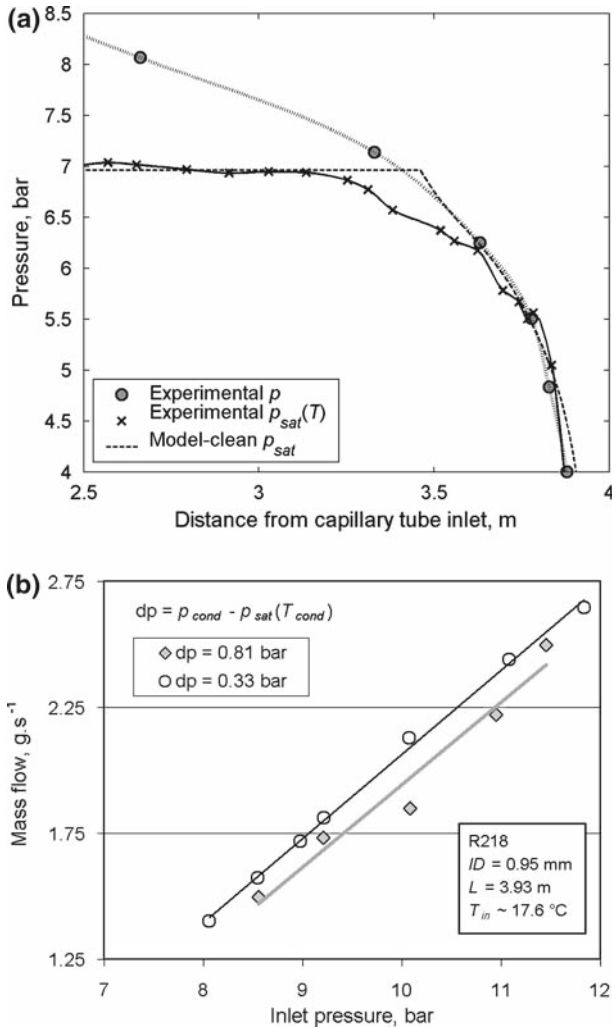 (a)
8.5
8
7.5
7
6.5
6
5.5
5
4.5
4
Pressure, bar
Experimental p
Experimental p_sat(T)
Model-clean p_sat
2.5 3 3.5 4
Distance from capillary tube inlet, m
(b)
2.75
2.25
1.75
1.25
Mass flow, g.s⁻¹
dp = p_cond - p_sat(T_cond)
dp = 0.81 bar
dp = 0.33 bar
R218
ID = 0.95 mm
L = 3.93 m
T_in ~ 17.6 °C
7 8 9 10 11 12
Inlet pressure, bar